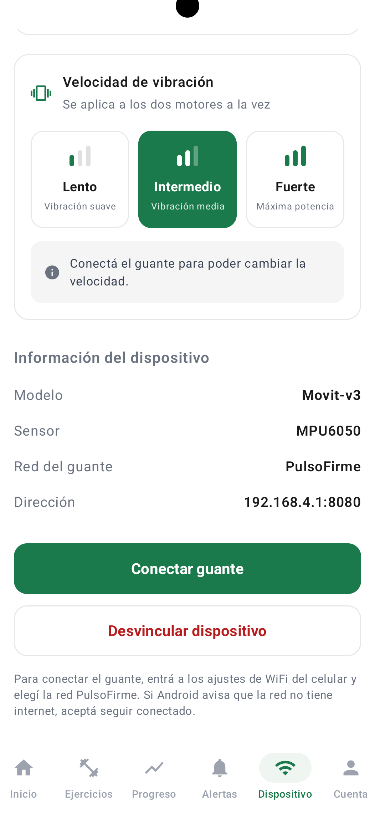 Velocidad de vibración
Se aplica a los dos motores a la vez
Lento
Vibración suave
Intermedio
Vibración media
Fuerte
Máxima potencia
Conectá el guante para poder cambiar la
velocidad.
Información del dispositivo
Modelo Movit-v3
Sensor MPU6050
Red del guante PulsoFirme
Dirección 192.168.4.1:8080
Conectar guante
Desvincular dispositivo
Para conectar el guante, entrá a los ajustes de WiFi del celular y
elegí la red PulsoFirme. Si Android avisa que la red no tiene
internet, aceptá seguir conectado.
Inicio Ejercicios Progreso Alertas Dispositivo Cuenta